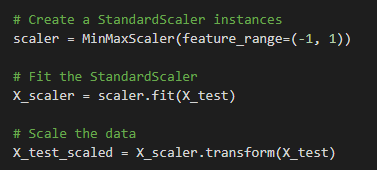 # Create a StandardScaler instances
scaler = MinMaxScaler(feature_range=(-1, 1))
# Fit the StandardScaler
X_scaler = scaler.fit(X_test)
# Scale the data
X_test_scaled = X_scaler.transform(X_test)